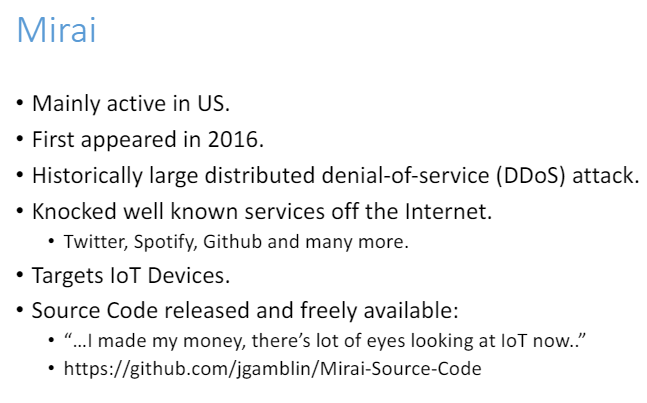 Mirai
• Mainly active in US.
• First appeared in 2016.
• Historically large distributed denial-of-service (DDoS) attack.
• Knocked well known services off the Internet.
• Twitter, Spotify, Github and many more.
• Targets IoT Devices.
• Source Code released and freely available:
• “…I made my money, there’s lot of eyes looking at IoT now..”
• https://github.com/jgamblin/Mirai-Source-Code